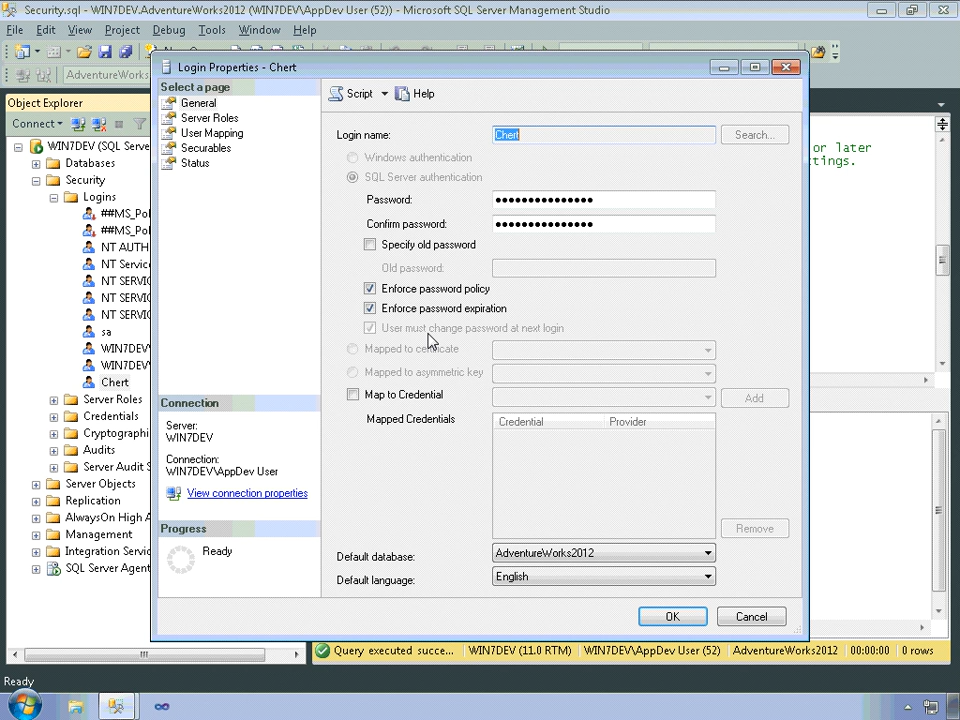 Security.sql - WIN7DEV.AdventureWorks2012 (WIN7DEV\AppDev User (52)) - Microsoft SQL Server Management Studio
File Edit View Project Debug Tools Window Help
AdventureWorks
Object Explorer
Connect
WIN7DEV (SQL Serve
Databases
Security
Logins
##MS_Pol
##MS_Pol
NT AUTH
NT Service
NT SERVIC
NT SERVIC
NT SERVIC
sa
WIN7DEV
WIN7DEV
Chert
Server Roles
Credentials
Cryptographi
Audits
Server Audit S
Server Objects
Replication
AlwaysOn High A
Management
Integration Servic
SQL Server Agent
Login Properties - Chert
Select a page
General
Server Roles
User Mapping
Securables
Status
Connection
Server:
WIN7DEV
Connection:
WIN7DEV\AppDev User
View connection properties
Progress
Ready
Script Help
Login name: Chert Search...
Windows authentication
SQL Server authentication
Password: •••••••••••••••
Confirm password: •••••••••••••••
Specify old password
Old password:
Enforce password policy
Enforce password expiration
User must change password at next login
Mapped to certificate
Mapped to asymmetric key
Map to Credential Add
Mapped Credentials Credential Provider
Remove
Default database: AdventureWorks2012
Default language: English
OK Cancel
or later
tings.
Query executed succe... WIN7DEV (11.0 RTM) WIN7DEV\AppDev User (52) AdventureWorks2012 00:00:00 0 rows
Ready